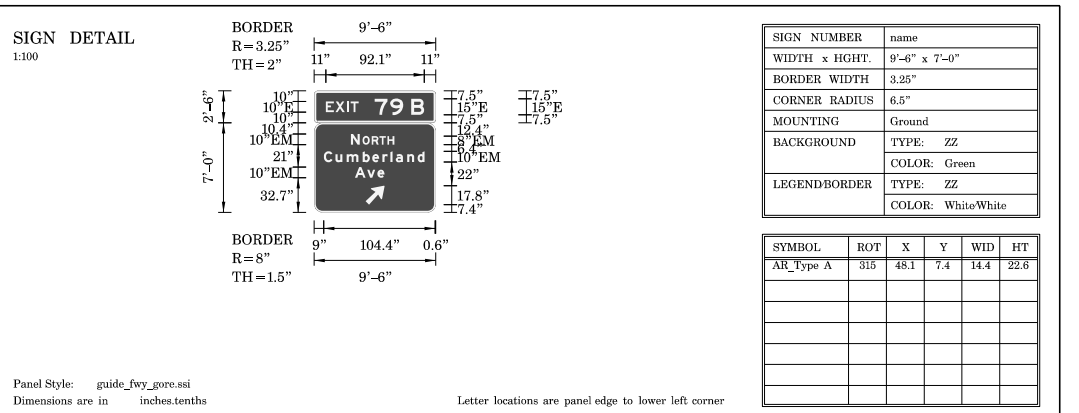 SIGN DETAIL
1:100
BORDER
R=3.25”
TH=2”
9’–6”
11” 92.1” 11”
2’–6”
7’–0”
10”
10”E
10”
10.4”
10”EM
21”
10”EM
32.7”
EXIT 79 B
NORTH
Cumberland
Ave
7.5”
15”E
7.5”
12.4”
8”EM
6.4”
10”EM
22”
17.8”
7.4”
7.5”
15”E
7.5”
BORDER
R=8”
TH=1.5”
9” 104.4” 0.6”
9’–6”
SIGN NUMBER name
WIDTH x HGHT. 9’–6” x 7’–0”
BORDER WIDTH 3.25”
CORNER RADIUS 6.5”
MOUNTING Ground
BACKGROUND TYPE: ZZ
COLOR: Green
LEGEND/BORDER TYPE: ZZ
COLOR: White/White
SYMBOL ROT X Y WID HT
AR_Type A 315 48.1 7.4 14.4 22.6
Panel Style: guide_fwy_gore.ssi
Dimensions are in inches.tenths
Letter locations are panel edge to lower left corner